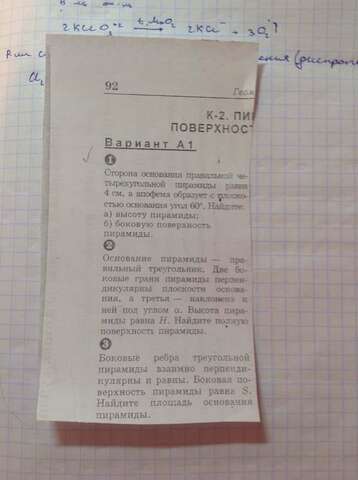 2KClO₃ t, MnO₂ → 2KCl + 3O₂
92
К-2. ПИ
ПОВЕРХНОСТ
Вариант А1
1
Сторона основания правильной че-
тырехугольной пирамиды равна
4 см, а апофема образует с плоско-
стью основания угол 60°. Найдите:
а) высоту пирамиды;
б) боковую поверхность
пирамиды.
2
Основание пирамиды — пра-
вильный треугольник. Две бо-
ковые грани пирамиды перпен-
дикулярны плоскости основа-
ния, а третья — наклонена к
ней под углом α. Высота пира-
миды равна H. Найдите полную
поверхность пирамиды.
3
Боковые ребра треугольной
пирамиды взаимно перпенди-
кулярны и равны. Боковая по-
верхность пирамиды равна S.
Найдите площадь основания
пирамиды.